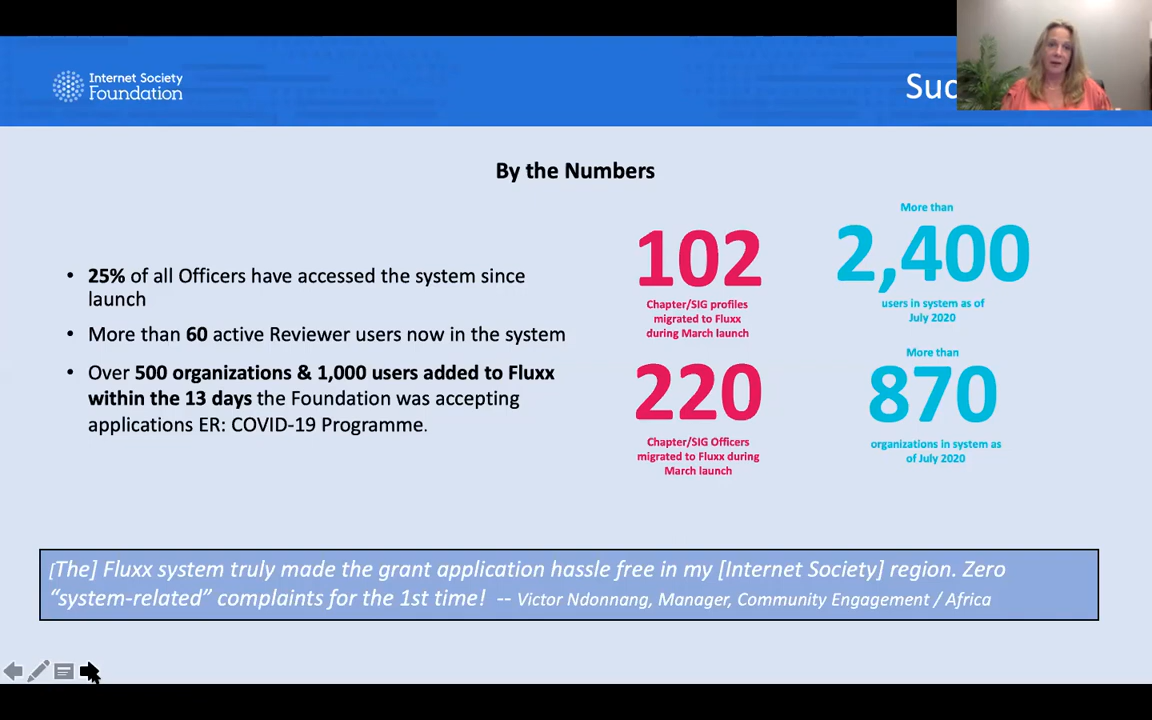 Internet Society
Foundation
By the Numbers
• 25% of all Officers have accessed the system since
launch
• More than 60 active Reviewer users now in the system
• Over 500 organizations & 1,000 users added to Fluxx
within the 13 days the Foundation was accepting
applications ER: COVID-19 Programme.
102
Chapter/SIG profiles
migrated to Fluxx
during March launch
More than
2,400
users in system as of
July 2020
220
Chapter/SIG Officers
migrated to Fluxx during
March launch
More than
870
organizations in system as
of July 2020
[The] Fluxx system truly made the grant application hassle free in my [Internet Society] region. Zero
“system-related” complaints for the 1st time! -- Victor Ndonnang, Manager, Community Engagement / Africa